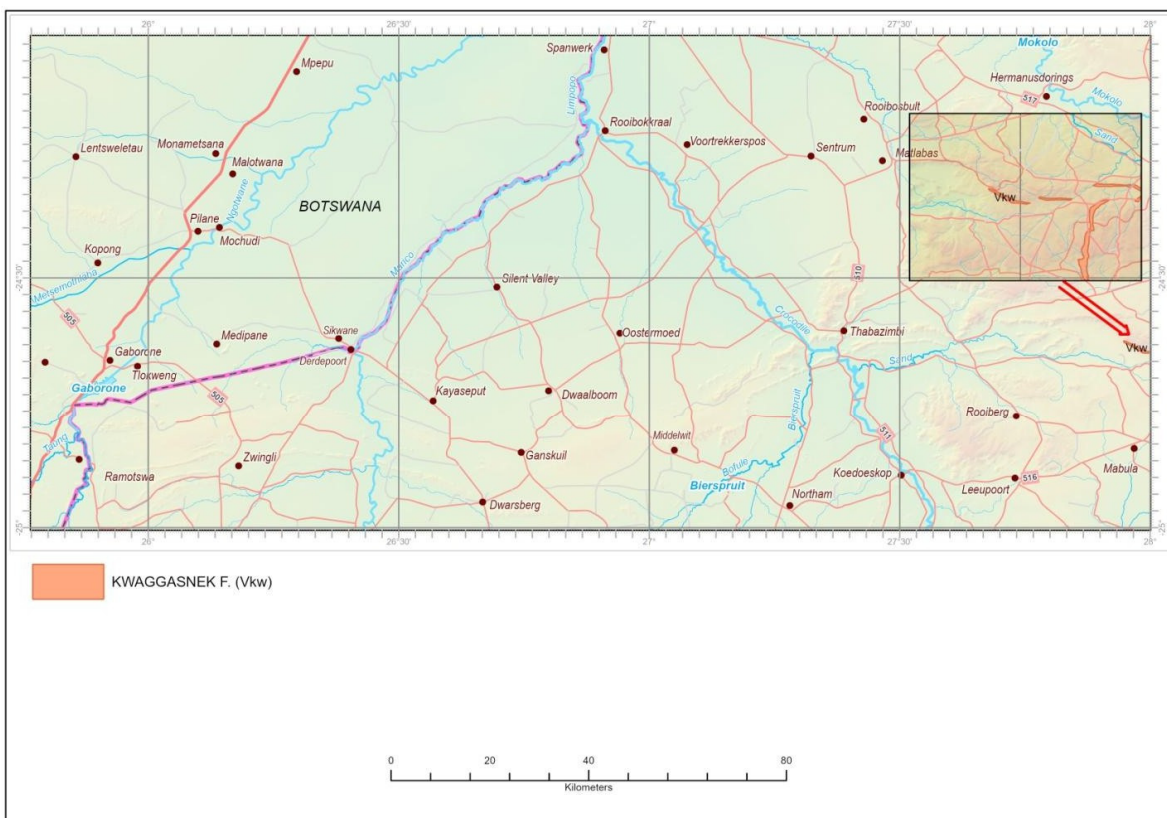 26°
26°30'
27°
27°30'
28°
Spanwerk
Mokolo
Mpepu
Hermanusdorings
Limpopo
517
Mokolo
Rooibosbult
Rooibokkraal
Sand
Monametsana
Voortrekkerspos
Lentsweletau
Sentrum
Matlabas
Malotwana
Ngotwane
BOTSWANA
Vkw
Pilane
Mochudi
Kopong
Marico
-24°30'
-24°30'
Metsemotlhaba
Silent Valley
510
505
Crocodile
Medipane
Sikwane
Oostermoed
Thabazimbi
Derdepoort
Vkw
Gaborone
Tlokweng
Sand
Gaborone
505
Kayaseput
Dwaalboom
Bierspruit
Rooiberg
511
Taung
Middelwit
Zwingli
Ganskuil
Bofule
Mabula
Ramotswa
Koedoeskop
Leeupoort
516
Bierspruit
Dwarsberg
Northam
-25°
-25°
26°
26°30'
27°
27°30'
28°
KWAGGASNEK F. (Vkw)
0 20 40 80
Kilometers